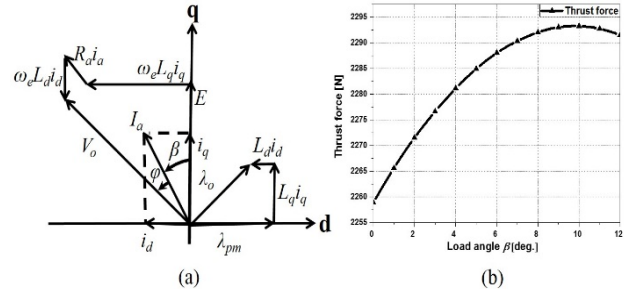 q
R_a i_a
ω_e L_q i_q
ω_e L_d i_d
E
I_a
i_q
V_o
β
φ
λ_o
L_d i_d
L_q i_q
i_d
λ_pm
d
(a)
Thrust force
Thrust force [N]
2295
2290
2285
2280
2275
2270
2265
2260
2255
0 2 4 6 8 10 12
Load angle β [deg.]
(b)